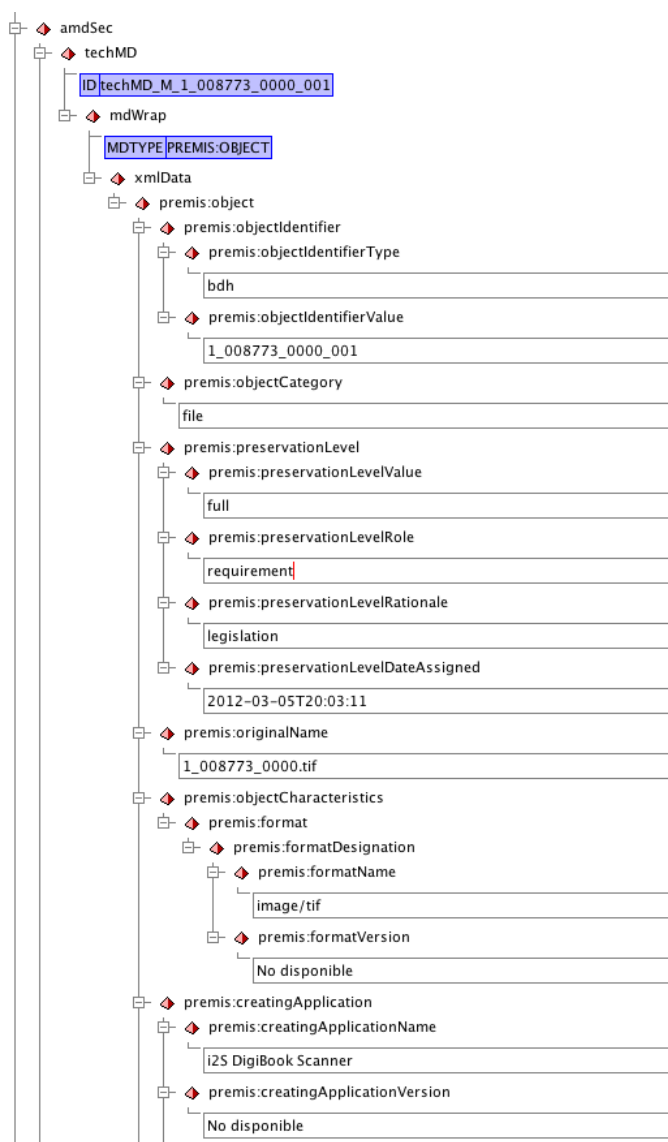 amdSec
techMD
ID techMD_M_1_008773_0000_001
mdWrap
MDTYPE PREMIS:OBJECT
xmlData
premis:object
premis:objectIdentifier
premis:objectIdentifierType
bdh
premis:objectIdentifierValue
1_008773_0000_001
premis:objectCategory
file
premis:preservationLevel
premis:preservationLevelValue
full
premis:preservationLevelRole
requirement
premis:preservationLevelRationale
legislation
premis:preservationLevelDateAssigned
2012-03-05T20:03:11
premis:originalName
1_008773_0000.tif
premis:objectCharacteristics
premis:format
premis:formatDesignation
premis:formatName
image/tif
premis:formatVersion
No disponible
premis:creatingApplication
premis:creatingApplicationName
i2S DigiBook Scanner
premis:creatingApplicationVersion
No disponible